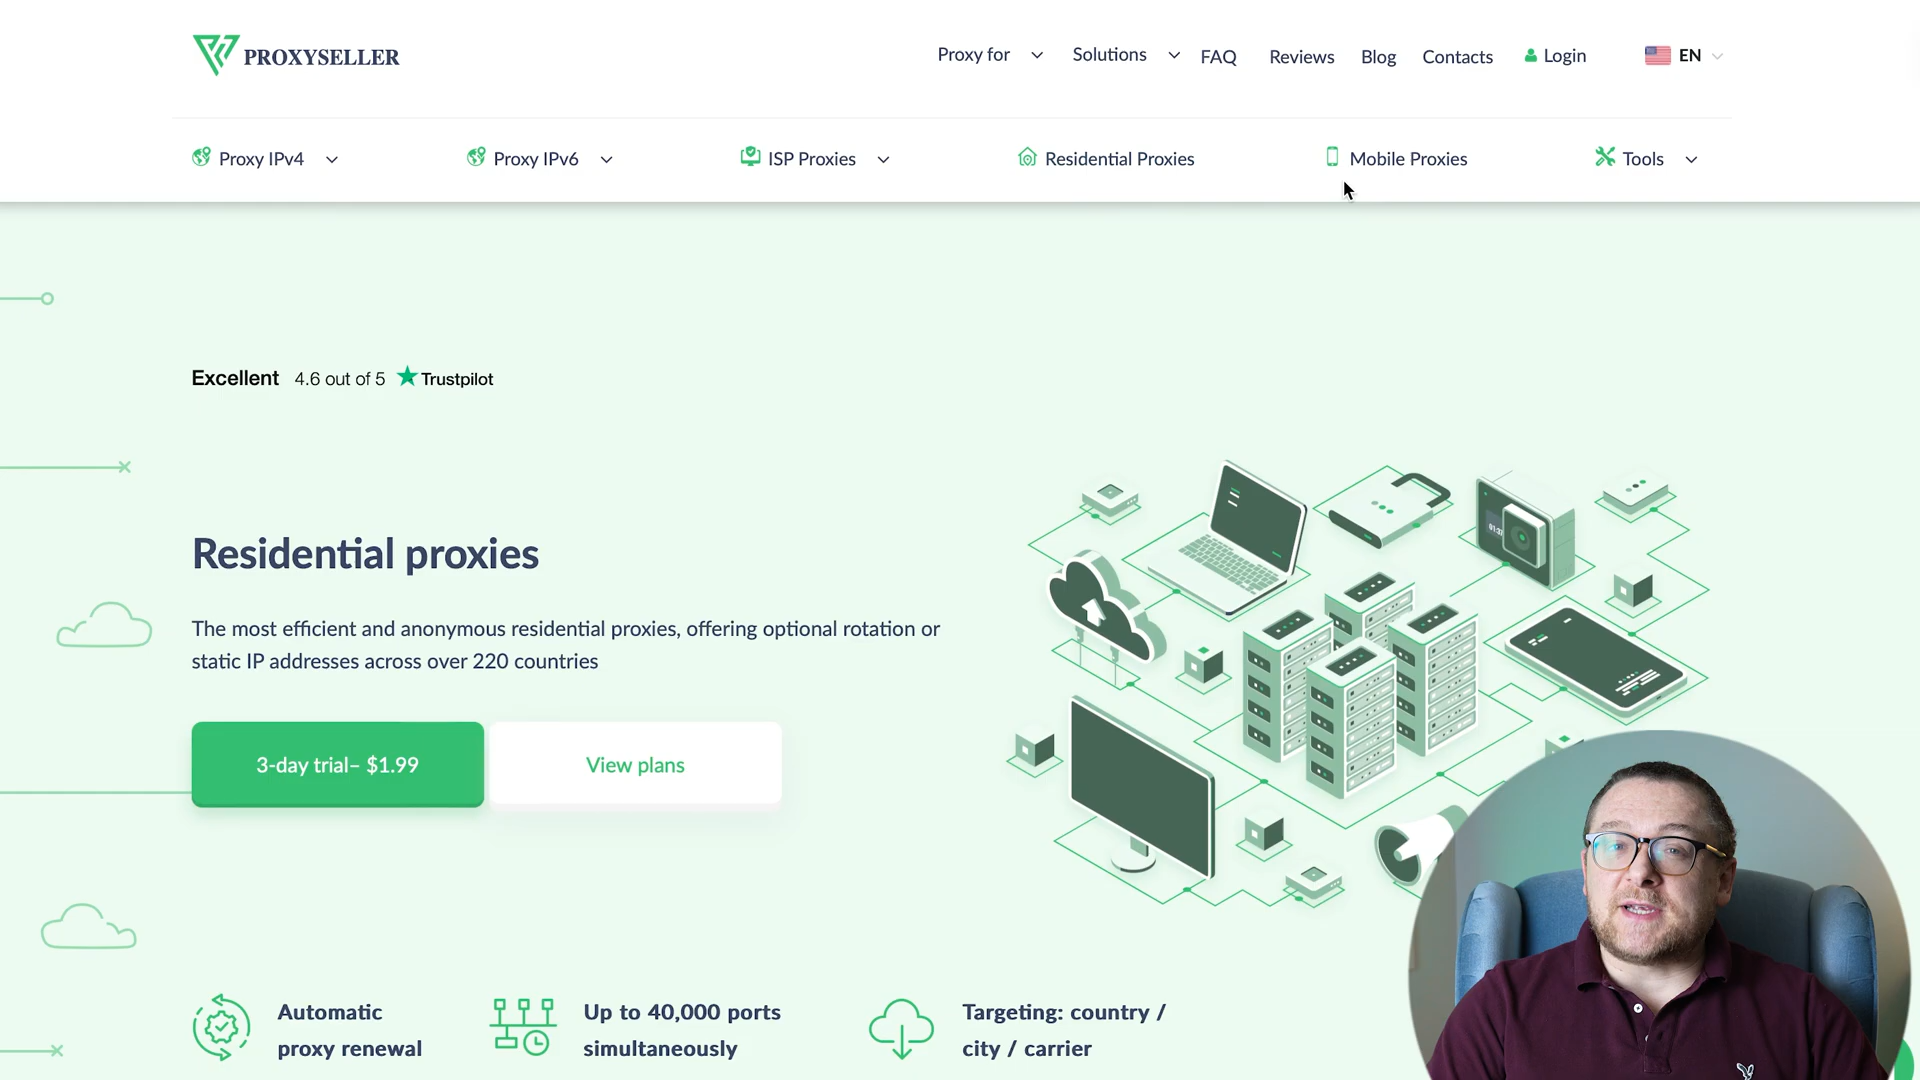 PROXYSELLER
Proxy for
Solutions
FAQ
Reviews
Blog
Contacts
Login
EN
Proxy IPv4
Proxy IPv6
ISP Proxies
Residential Proxies
Mobile Proxies
Tools
Excellent 4.6 out of 5 Trustpilot
Residential proxies
The most efficient and anonymous residential proxies, offering optional rotation or
static IP addresses across over 220 countries
3-day trial– $1.99
View plans
Automatic
proxy renewal
Up to 40,000 ports
simultaneously
Targeting: country /
city / carrier